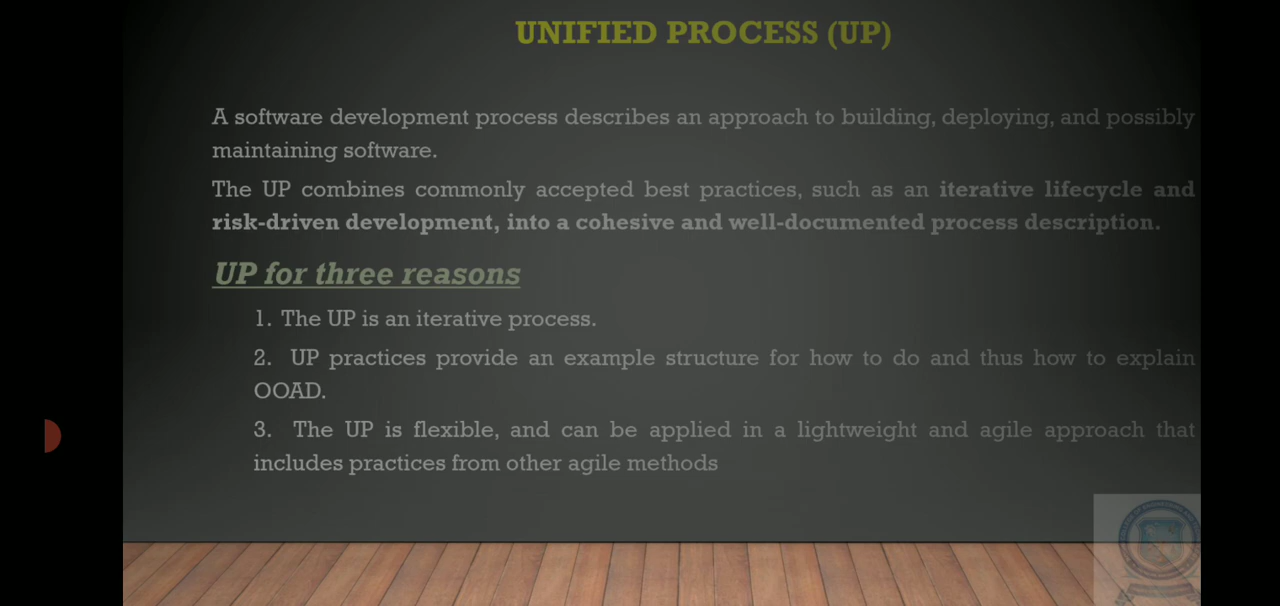 UNIFIED PROCESS (UP)
A software development process describes an approach to building, deploying, and possibly
maintaining software.
The UP combines commonly accepted best practices, such as an iterative lifecycle and
risk-driven development, into a cohesive and well-documented process description.
UP for three reasons
1. The UP is an iterative process.
2. UP practices provide an example structure for how to do and thus how to explain
OOAD.
3. The UP is flexible, and can be applied in a lightweight and agile approach that
includes practices from other agile methods